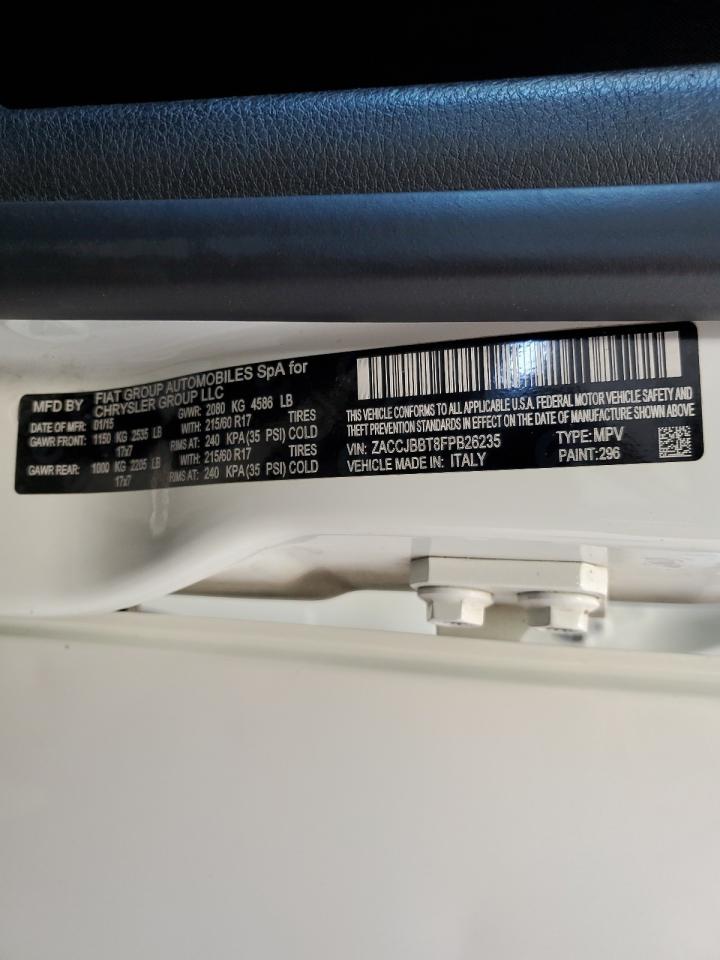 MFD BY FIAT GROUP AUTOMOBILES SpA for
CHRYSLER GROUP LLC
DATE OF MFR: 01/15 GVWR: 2080 KG 4586 LB
GAWR FRONT: 1150 KG 2535 LB WITH: 215/60 R17 TIRES
17x7 RIMS AT: 240 KPA(35 PSI) COLD
GAWR REAR: 1000 KG 2205 LB WITH: 215/60 R17 TIRES
17x7 RIMS AT: 240 KPA(35 PSI) COLD
THIS VEHICLE CONFORMS TO ALL APPLICABLE U.S.A. FEDERAL MOTOR VEHICLE SAFETY AND
THEFT PREVENTION STANDARDS IN EFFECT ON THE DATE OF MANUFACTURE SHOWN ABOVE.
VIN: ZACCJBBT8FPB26235 TYPE: MPV
VEHICLE MADE IN: ITALY PAINT:296